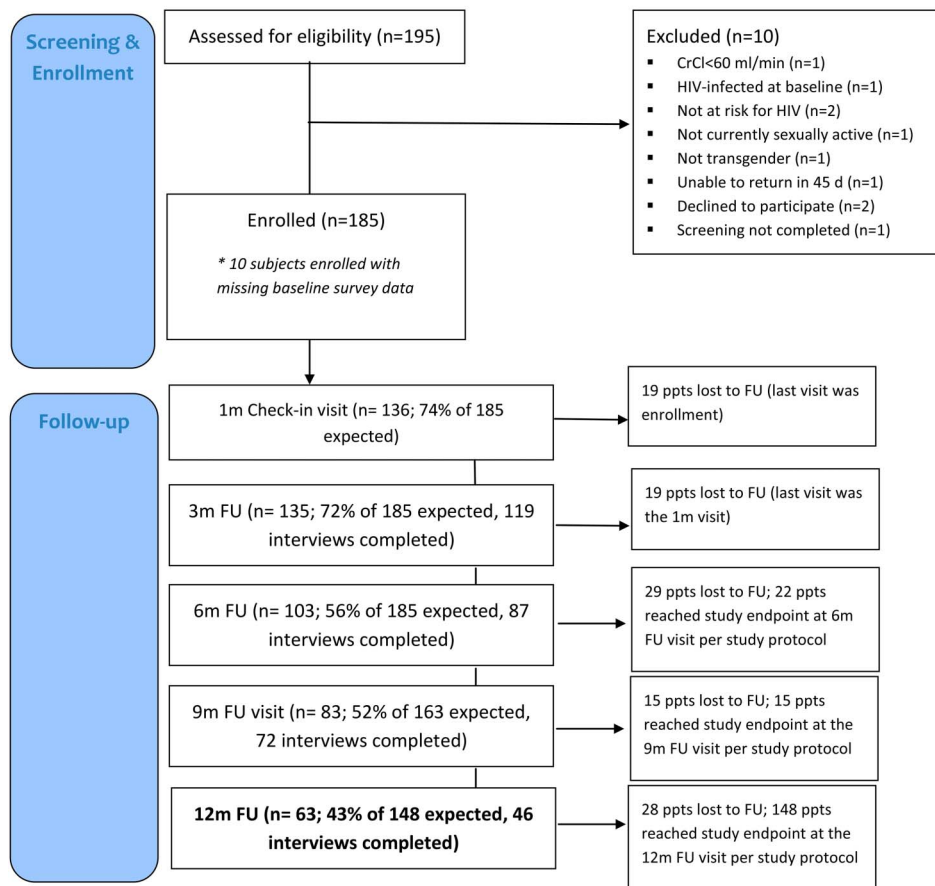 Screening &
Enrollment
Assessed for eligibility (n=195)
Excluded (n=10)
▪ CrCl<60 ml/min (n=1)
▪ HIV-infected at baseline (n=1)
▪ Not at risk for HIV (n=2)
▪ Not currently sexually active (n=1)
▪ Not transgender (n=1)
▪ Unable to return in 45 d (n=1)
▪ Declined to participate (n=2)
▪ Screening not completed (n=1)
Enrolled (n=185)
* 10 subjects enrolled with
missing baseline survey data
Follow-up
1m Check-in visit (n= 136; 74% of 185
expected)
19 ppts lost to FU (last visit was
enrollment)
3m FU (n= 135; 72% of 185 expected, 119
interviews completed)
19 ppts lost to FU (last visit was
the 1m visit)
6m FU (n= 103; 56% of 185 expected, 87
interviews completed)
29 ppts lost to FU; 22 ppts
reached study endpoint at 6m
FU visit per study protocol
9m FU visit (n= 83; 52% of 163 expected,
72 interviews completed)
15 ppts lost to FU; 15 ppts
reached study endpoint at the
9m FU visit per study protocol
12m FU (n= 63; 43% of 148 expected, 46
interviews completed)
28 ppts lost to FU; 148 ppts
reached study endpoint at the
12m FU visit per study protocol